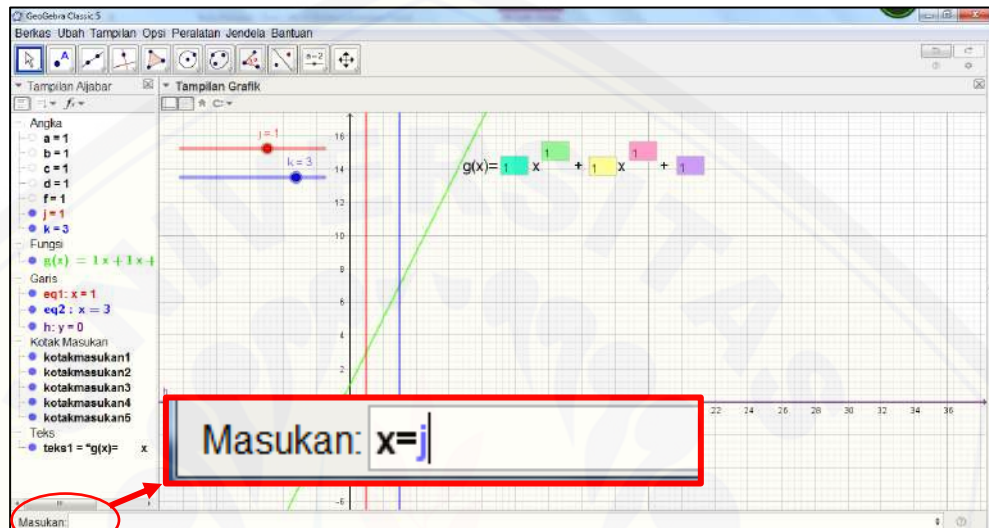 GeoGebra Classic 5
Berkas Ubah Tampilan Opsi Peralatan Jendela Bantuan
a=2
Tampilan Aljabar
Tampilan Grafik
Angka
a = 1
b = 1
c = 1
d = 1
f = 1
j = 1
k = 3
Fungsi
g(x) = 1 x + 1 x +
Garis
eq1: x = 1
eq2 : x = 3
h: y = 0
Kotak Masukan
kotakmasukan1
kotakmasukan2
kotakmasukan3
kotakmasukan4
kotakmasukan5
Teks
teks1 = "g(x)= x
j = 1
k = 3
g(x)= 1 x 1 + 1 x 1 + 1
16
14
12
10
8
6
4
2
-6
22 24 26 28 30 32 34 36
h
Masukan: x=j
Masukan: